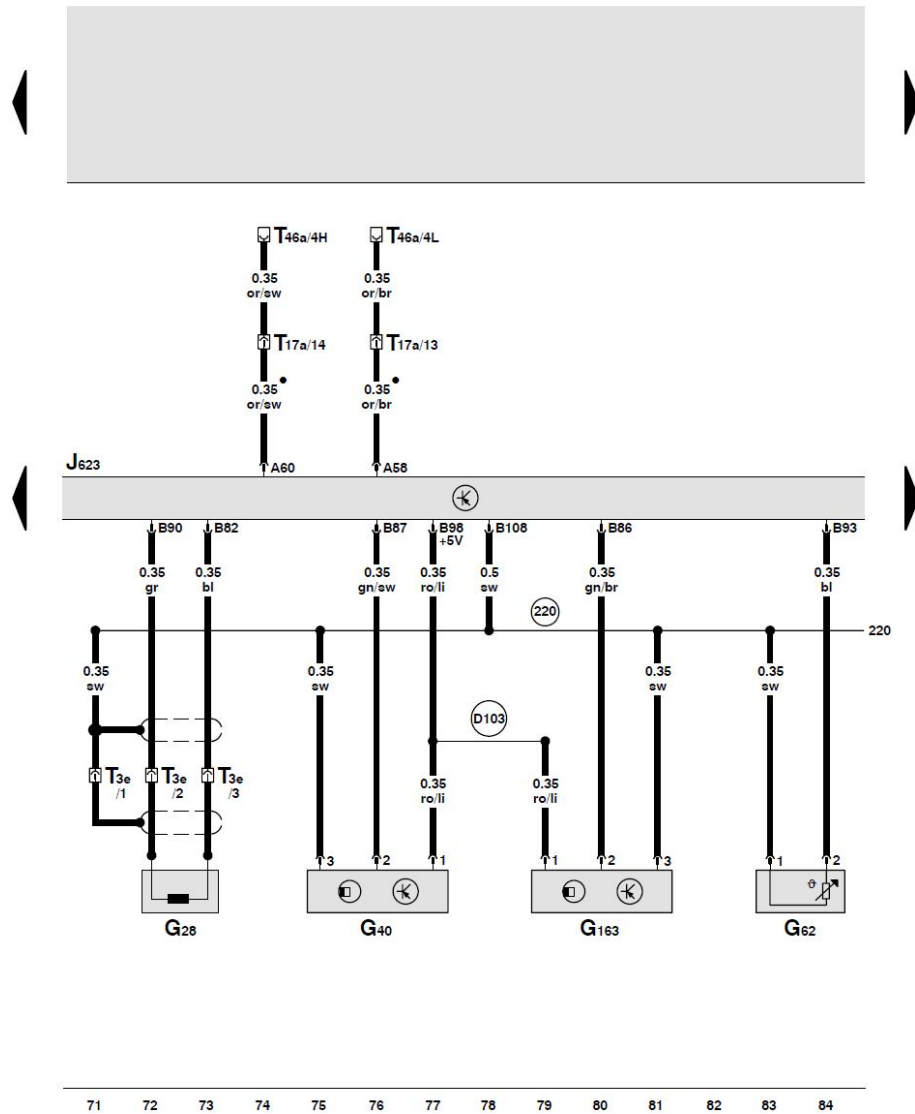 T46a/4H T46a/4L
0.35 0.35
or/sw or/br
T17a/14 T17a/13
0.35 0.35
or/sw or/br
J623 A60 A58
B90 B82 B87 B98 B108 B86 B93
+5V
0.35 0.35 0.35 0.35 0.5 0.35 0.35
gr bl gn/sw ro/li sw gn/br bl
220
220
0.35 0.35 0.35 0.35
sw sw sw sw
D103
T3e T3e T3e
/1 /2 /3
0.35 0.35
ro/li ro/li
3 2 1 1 2 3 1 2
ϑ
G28 G40 G163 G62
71 72 73 74 75 76 77 78 79 80 81 82 83 84